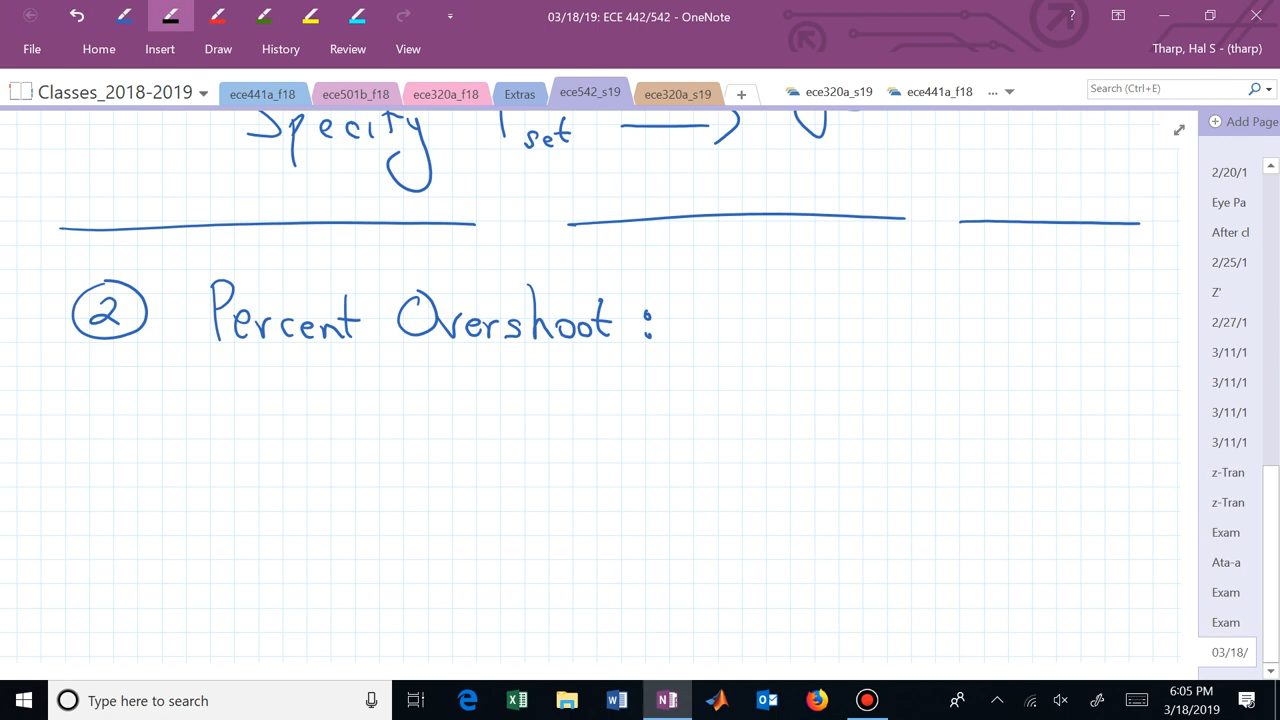 03/18/19: ECE 442/542 - OneNote
?
File Home Insert Draw History Review View
Tharp, Hal S - (tharp)
Classes_2018-2019 ece441a_f18 ece501b_f18 ece320a_f18 Extras ece542_s19 ece320a_s19 + ece320a_s19 ece441a_f18 ...
Search (Ctrl+E)
Add Page
Specify T set
2/20/1
Eye Pa
After cl
2/25/1
Z'
2/27/1
3/11/1
3/11/1
3/11/1
3/11/1
z-Tran
z-Tran
Exam
Ata-a
Exam
Exam
03/18/
2 Percent Overshoot :
Type here to search
6:05 PM
3/18/2019